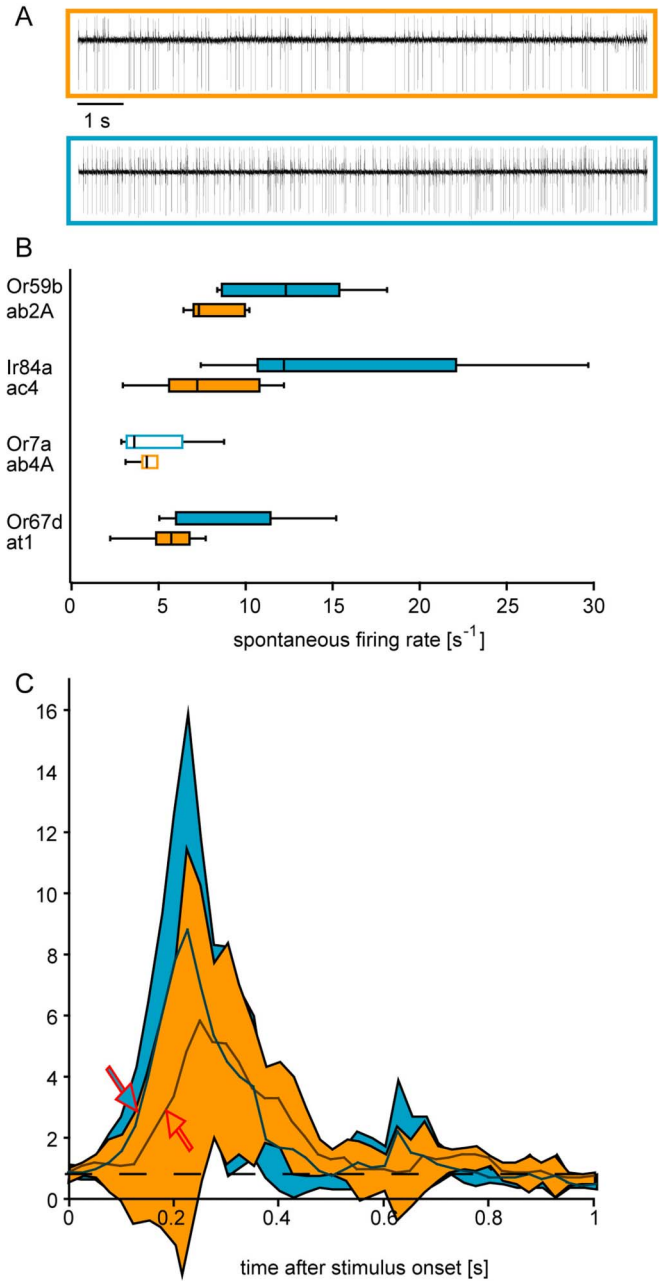 A
1 s
B
Or59b
ab2A
Ir84a
ac4
Or7a
ab4A
Or67d
at1
0 5 10 15 20 25 30
spontaneous firing rate [s⁻¹]
C
16
14
12
10
8
6
4
2
0
0 0.2 0.4 0.6 0.8 1
time after stimulus onset [s]